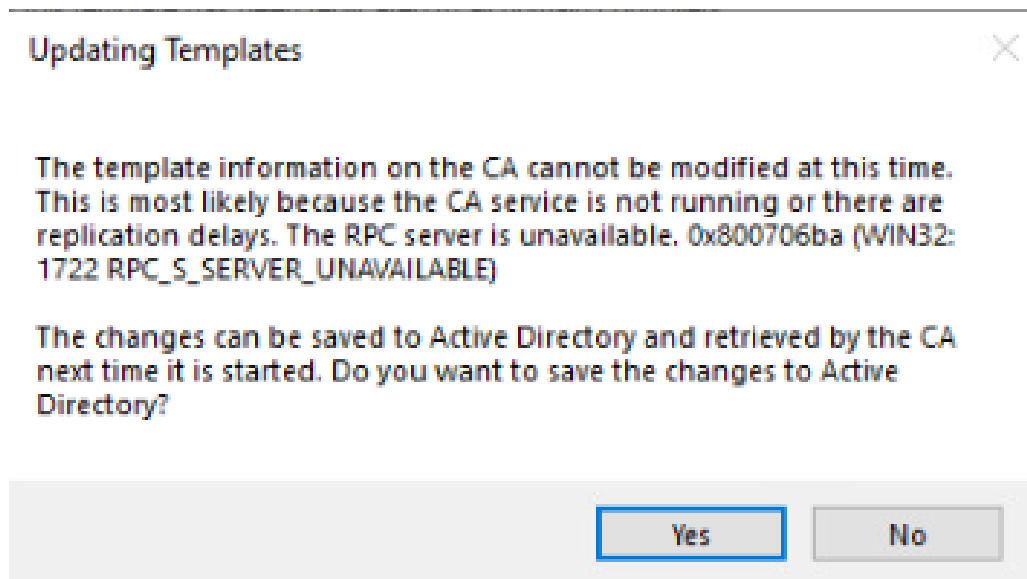 Updating Templates
The template information on the CA cannot be modified at this time.
This is most likely because the CA service is not running or there are
replication delays. The RPC server is unavailable. 0x800706ba (WIN32:
1722 RPC_S_SERVER_UNAVAILABLE)
The changes can be saved to Active Directory and retrieved by the CA
next time it is started. Do you want to save the changes to Active
Directory?
Yes No